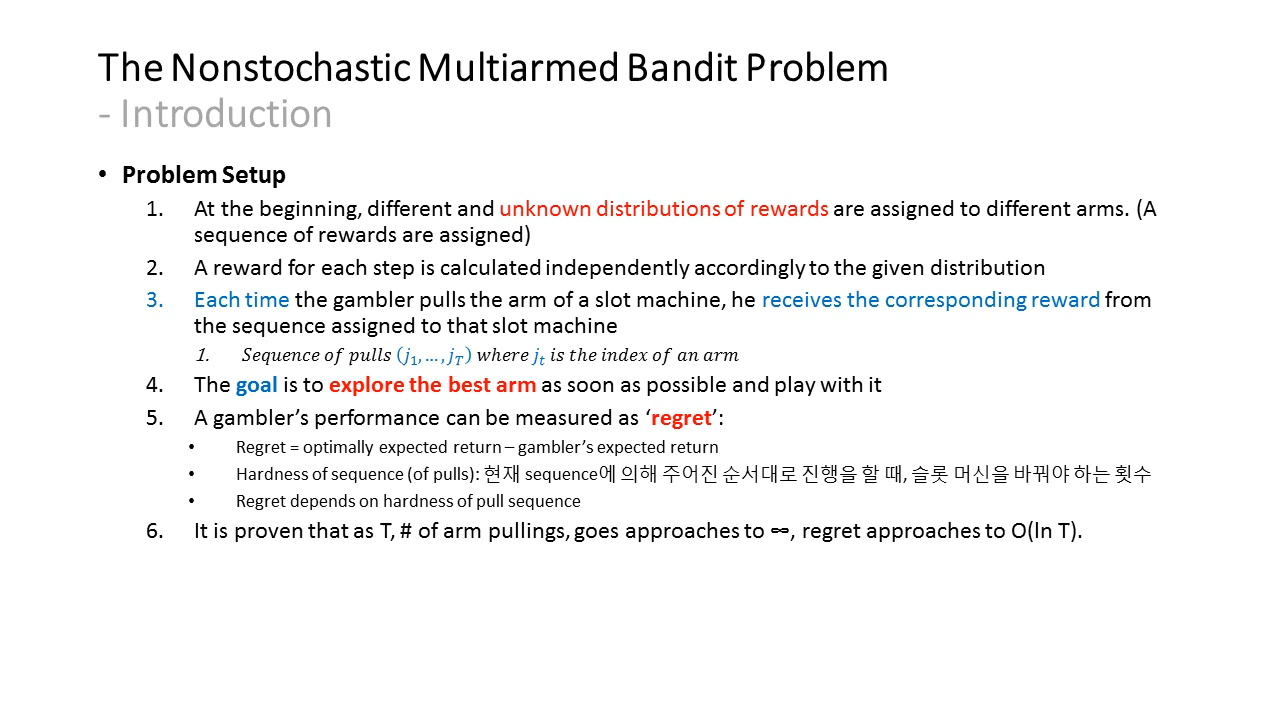 The Nonstochastic Multiarmed Bandit Problem
- Introduction
• Problem Setup
1. At the beginning, different and unknown distributions of rewards are assigned to different arms. (A
sequence of rewards are assigned)
2. A reward for each step is calculated independently accordingly to the given distribution
3. Each time the gambler pulls the arm of a slot machine, he receives the corresponding reward from
the sequence assigned to that slot machine
1. Sequence of pulls (j₁, … , j_T) where j_t is the index of an arm
4. The goal is to explore the best arm as soon as possible and play with it
5. A gambler’s performance can be measured as ‘regret’:
• Regret = optimally expected return – gambler’s expected return
• Hardness of sequence (of pulls): 현재 sequence에 의해 주어진 순서대로 진행을 할 때, 슬롯 머신을 바꿔야 하는 횟수
• Regret depends on hardness of pull sequence
6. It is proven that as T, # of arm pullings, goes approaches to ∞, regret approaches to O(ln T).